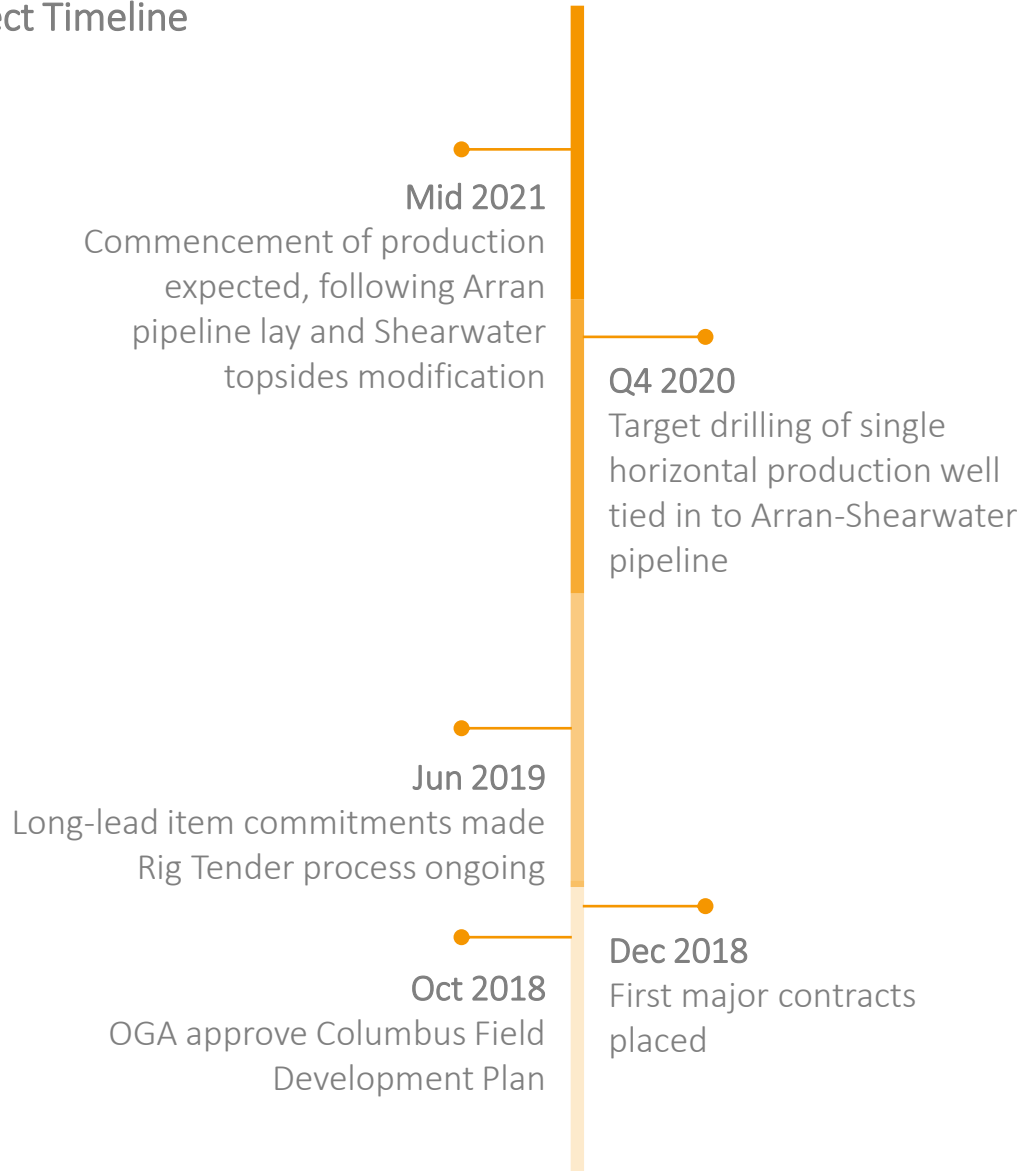 ect Timeline
Mid 2021
Commencement of production
expected, following Arran
pipeline lay and Shearwater
topsides modification
Q4 2020
Target drilling of single
horizontal production well
tied in to Arran-Shearwater
pipeline
Jun 2019
Long-lead item commitments made
Rig Tender process ongoing
Dec 2018
First major contracts
placed
Oct 2018
OGA approve Columbus Field
Development Plan